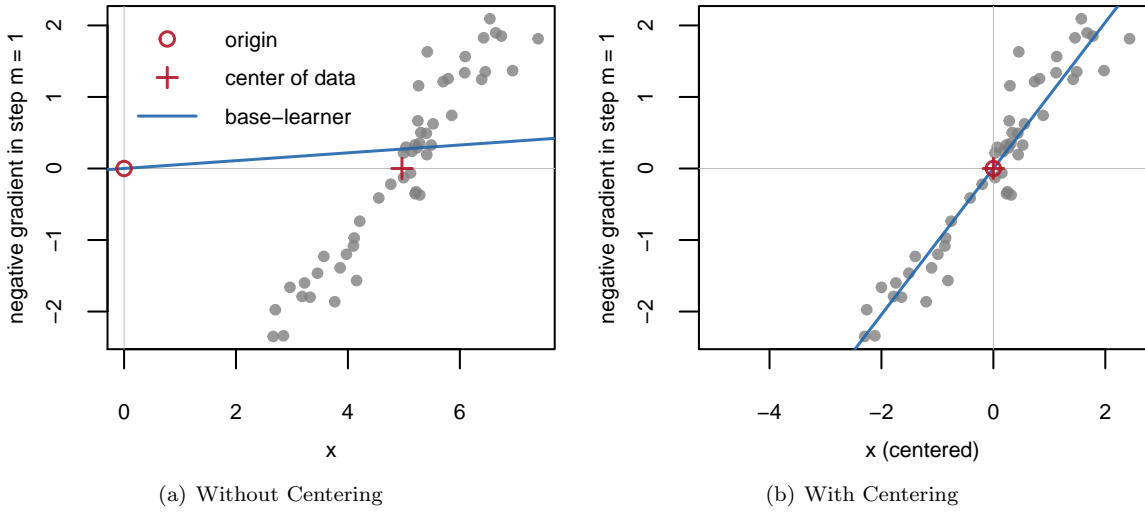 negative gradient in step m = 1
2
1
0
−1
−2
origin
center of data
base−learner
0
2
4
6
x
(a) Without Centering
negative gradient in step m = 1
2
1
0
−1
−2
−4
−2
0
2
x (centered)
(b) With Centering